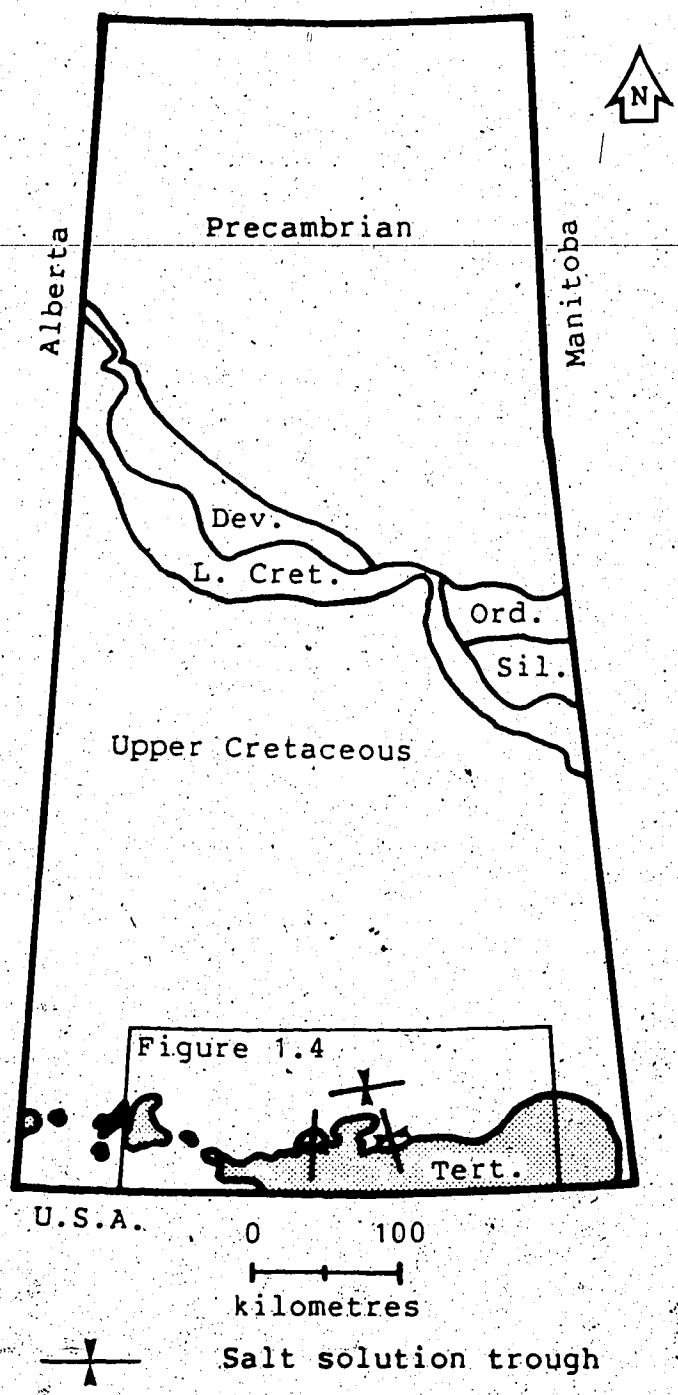 N
Precambrian
Alberta
Manitoba
Dev.
L. Cret.
Ord.
Sil.
Upper Cretaceous
Figure 1.4
Tert.
U.S.A.
0 100
kilometres
Salt solution trough